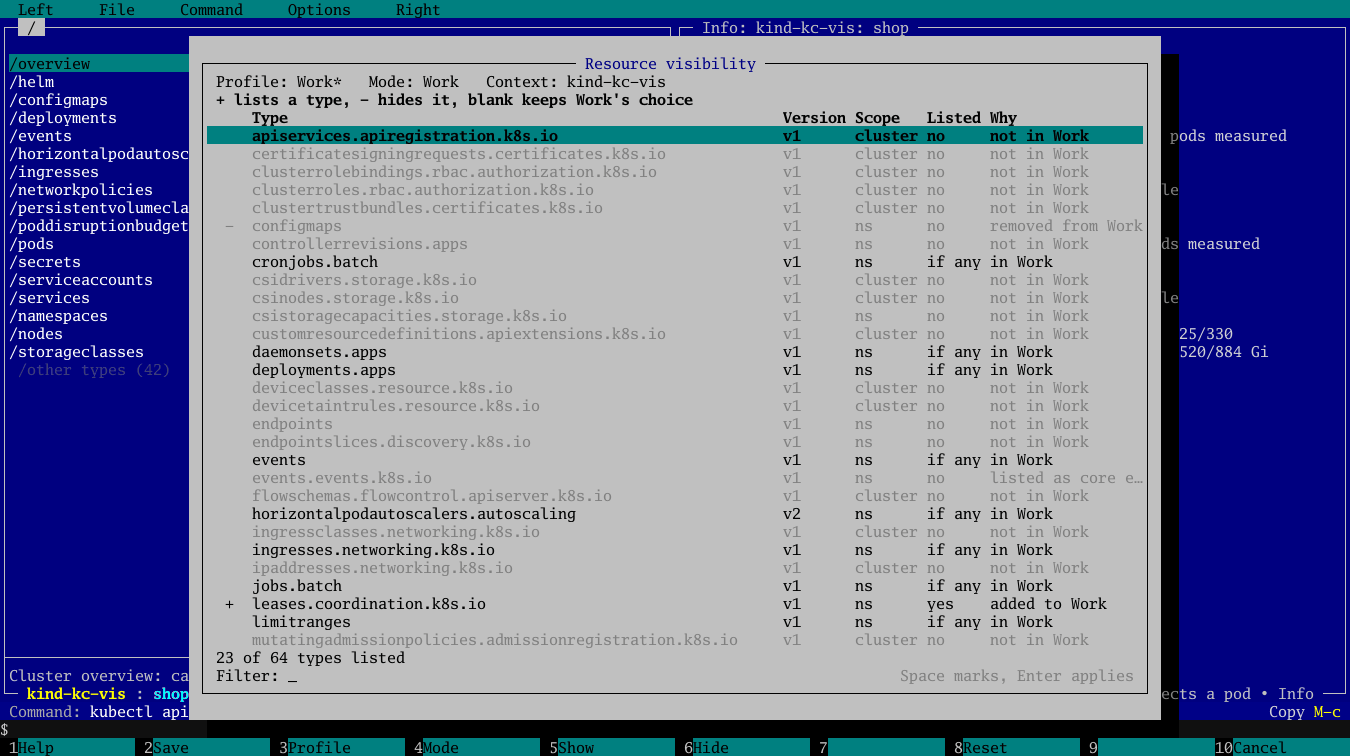 Left File Command Options Right
/ Info: kind-kc-vis: shop
Resource visibility
/overview
/helm Profile: Work* Mode: Work Context: kind-kc-vis
/configmaps + lists a type, - hides it, blank keeps Work's choice
/deployments Type Version Scope Listed Why
/events apiservices.apiregistration.k8s.io v1 cluster no not in Work pods measured
/horizontalpodautosc certificatesigningrequests.certificates.k8s.io v1 cluster no not in Work
/ingresses clusterrolebindings.rbac.authorization.k8s.io v1 cluster no not in Work
/networkpolicies clusterroles.rbac.authorization.k8s.io v1 cluster no not in Work le
/persistentvolumecla clustertrustbundles.certificates.k8s.io v1 cluster no not in Work
/poddisruptionbudget - configmaps v1 ns no removed from Work
/pods controllerrevisions.apps v1 ns no not in Work ds measured
/secrets cronjobs.batch v1 ns if any in Work
/serviceaccounts csidrivers.storage.k8s.io v1 cluster no not in Work
/services csinodes.storage.k8s.io v1 cluster no not in Work le
/namespaces csistoragecapacities.storage.k8s.io v1 ns no not in Work
/nodes customresourcedefinitions.apiextensions.k8s.io v1 cluster no not in Work 25/330
/storageclasses daemonsets.apps v1 ns if any in Work 520/884 Gi
/other types (42) deployments.apps v1 ns if any in Work
deviceclasses.resource.k8s.io v1 cluster no not in Work
devicetaintrules.resource.k8s.io v1 cluster no not in Work
endpoints v1 ns no not in Work
endpointslices.discovery.k8s.io v1 ns no not in Work
events v1 ns if any in Work
events.events.k8s.io v1 ns no listed as core e…
flowschemas.flowcontrol.apiserver.k8s.io v1 cluster no not in Work
horizontalpodautoscalers.autoscaling v2 ns if any in Work
ingressclasses.networking.k8s.io v1 cluster no not in Work
ingresses.networking.k8s.io v1 ns if any in Work
ipaddresses.networking.k8s.io v1 cluster no not in Work
jobs.batch v1 ns if any in Work
+ leases.coordination.k8s.io v1 ns yes added to Work
limitranges v1 ns if any in Work
mutatingadmissionpolicies.admissionregistration.k8s.io v1 cluster no not in Work
23 of 64 types listed
Cluster overview: ca Filter: _ Space marks, Enter applies
kind-kc-vis : shop ects a pod • Info
Command: kubectl api Copy M-c
$
1Help 2Save 3Profile 4Mode 5Show 6Hide 7 8Reset 9 10Cancel